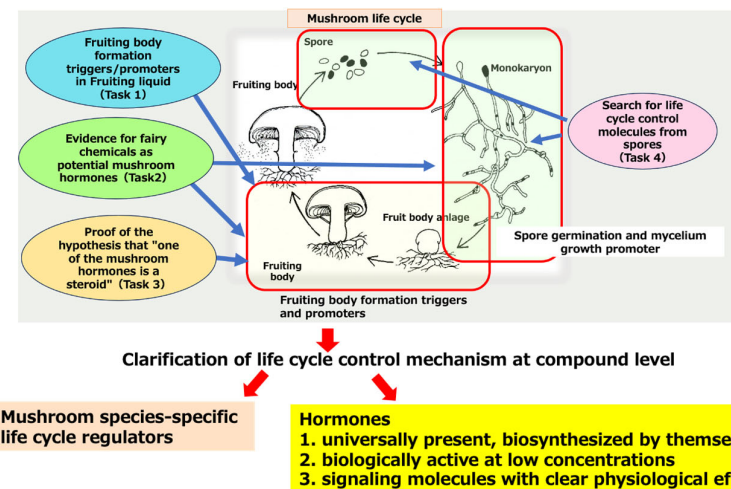 Mushroom life cycle
Fruiting body
formation
triggers/promoters
in Fruiting liquid
(Task 1)
Spore
Monokaryon
Fruiting body
Search for life
cycle control
molecules from
spores
(Task 4)
Evidence for fairy
chemicals as
potential mushroom
hormones (Task2)
Fruit body anlage
Proof of the
hypothesis that "one
of the mushroom
hormones is a
steroid" (Task 3)
Spore germination and mycelium
growth promoter
Fruiting
body
Fruiting body formation triggers
and promoters
Clarification of life cycle control mechanism at compound level
Mushroom species-specific
life cycle regulators
Hormones
1. universally present, biosynthesized by
2. biologically active at low concentrations
3. signaling molecules with clear physiological